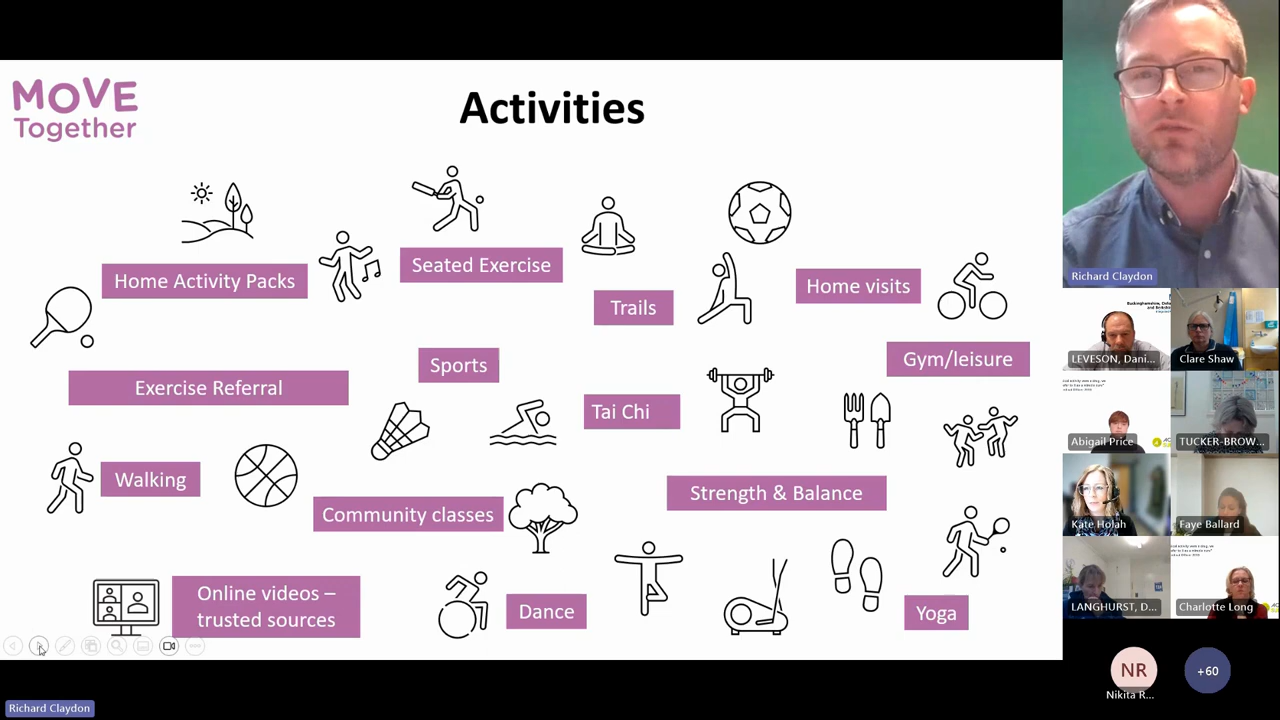 MOVE
Together
Activities
Home Activity Packs
Seated Exercise
Trails
Home visits
Sports
Gym/leisure
Exercise Referral
Tai Chi
Walking
Community classes
Strength & Balance
Online videos –
trusted sources
Dance
Yoga
Richard Claydon
Richard Claydon
LEVESON, Dani...
Clare Shaw
Abigail Price
TUCKER-BROW...
Kate Holah
Faye Ballard
LANGHURST, D...
Charlotte Long
NR
Nikita R...
+60